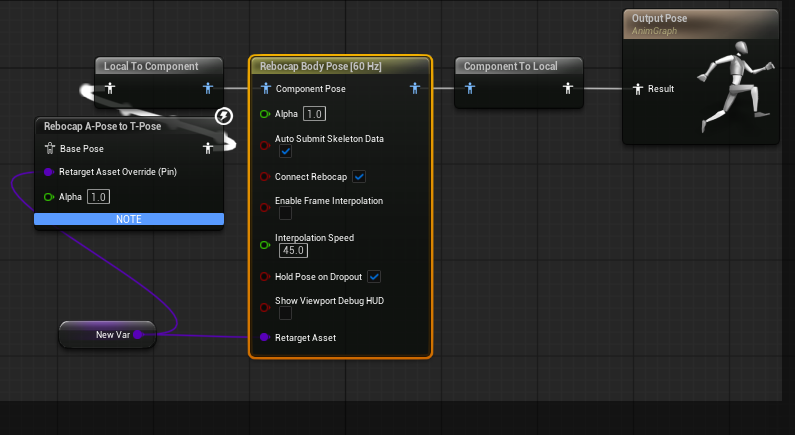 Output Pose
AnimGraph
Result
Local To Component
Rebocap Body Pose [60 Hz]
Component Pose
Alpha 1.0
Auto Submit Skeleton Data
Connect Rebocap
Enable Frame Interpolation
Interpolation Speed
45.0
Hold Pose on Dropout
Show Viewport Debug HUD
Retarget Asset
Component To Local
Rebocap A-Pose to T-Pose
Base Pose
Retarget Asset Override (Pin)
Alpha 1.0
NOTE
New Var